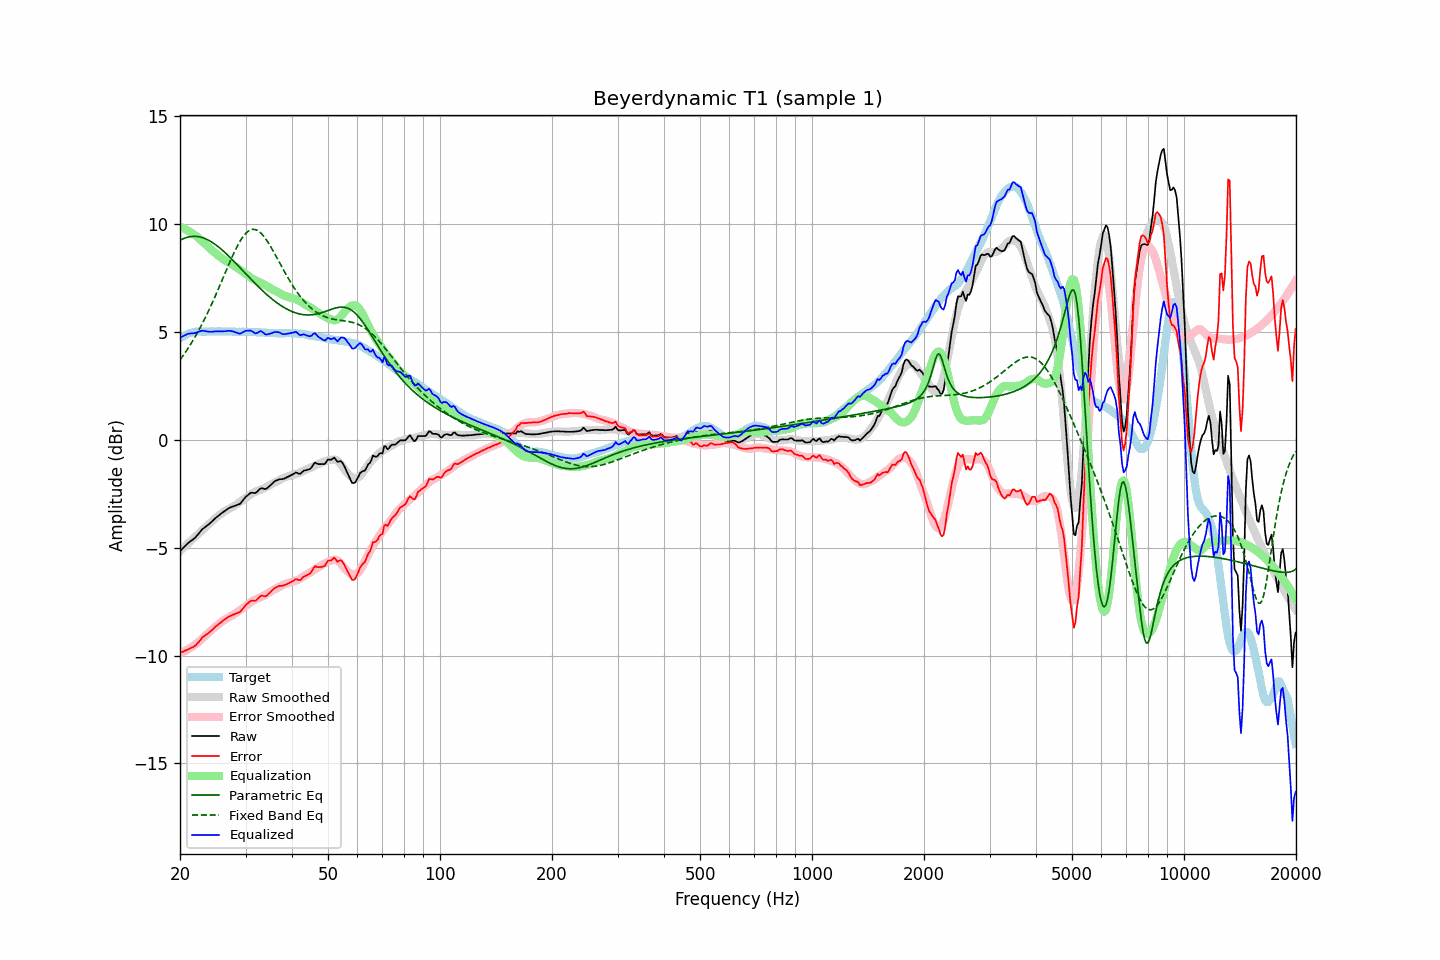 Beyerdynamic T1 (sample 1)
15
10
5
0
−5
−10
−15
Amplitude (dBr)
Target
Raw Smoothed
Error Smoothed
Raw
Error
Equalization
Parametric Eq
Fixed Band Eq
Equalized
20 50 100 200 500 1000 2000 5000 10000 20000
Frequency (Hz)